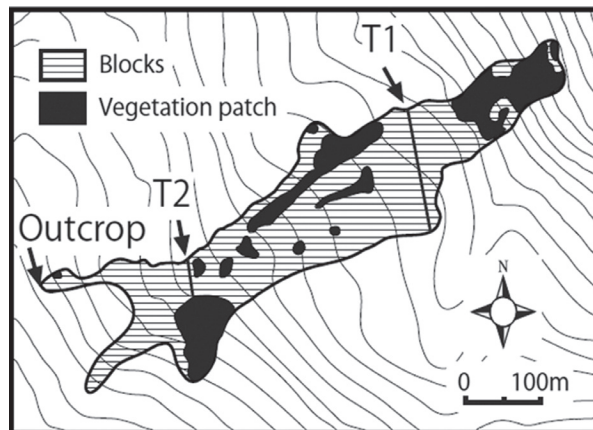 Blocks
Vegetation patch
T1
T2
Outcrop
N
0 100m